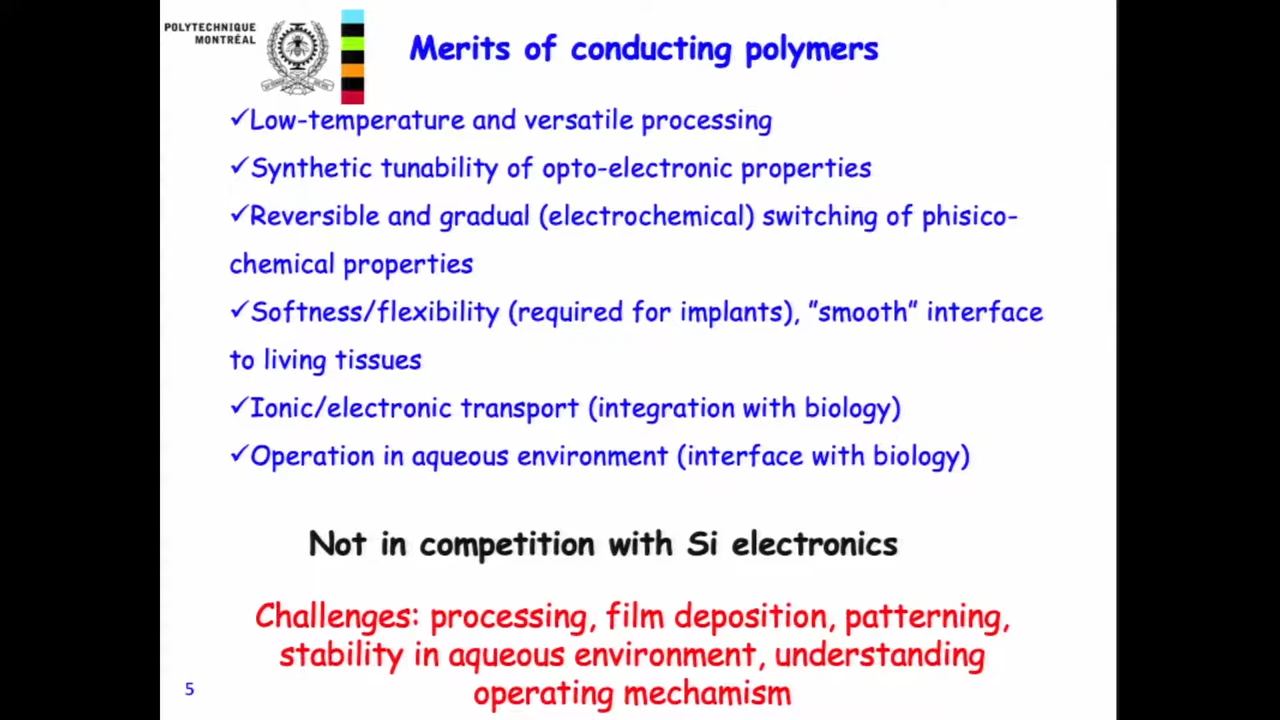 POLYTECHNIQUE
MONTRÉAL
Merits of conducting polymers
✓Low-temperature and versatile processing
✓Synthetic tunability of opto-electronic properties
✓Reversible and gradual (electrochemical) switching of phisico-
chemical properties
✓Softness/flexibility (required for implants), ”smooth” interface
to living tissues
✓Ionic/electronic transport (integration with biology)
✓Operation in aqueous environment (interface with biology)
Not in competition with Si electronics
Challenges: processing, film deposition, patterning,
stability in aqueous environment, understanding
operating mechamism
5